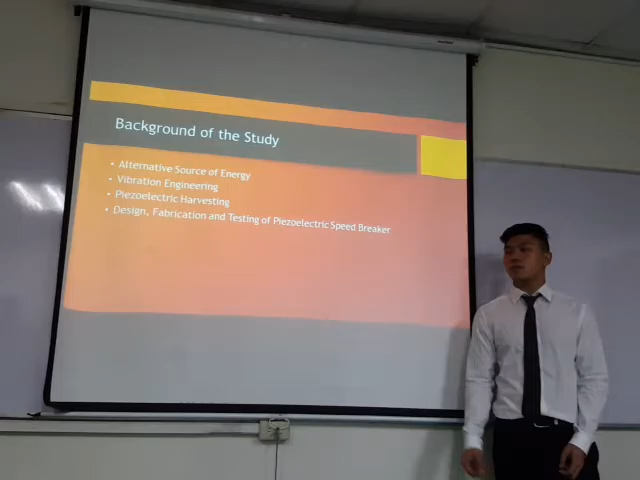 Background of the Study
• Alternative Source of Energy
• Vibration Engineering
• Piezoelectric Harvesting
• Design, Fabrication and Testing of Piezoelectric Speed Breaker